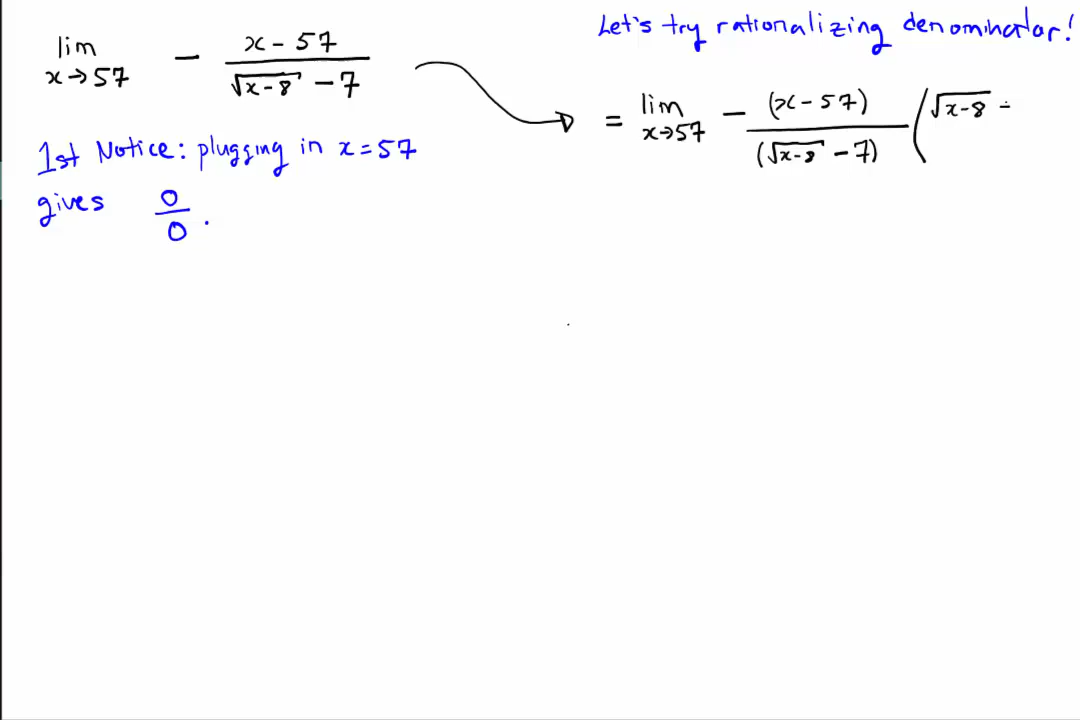 lim x→57 − (x − 57)/(√(x−8) − 7)
1st Notice: plugging in x = 57
gives 0/0 .
Let's try rationalizing denominator!
= lim x→57 − (x − 57)/(√(x−8) − 7) ( √(x−8)